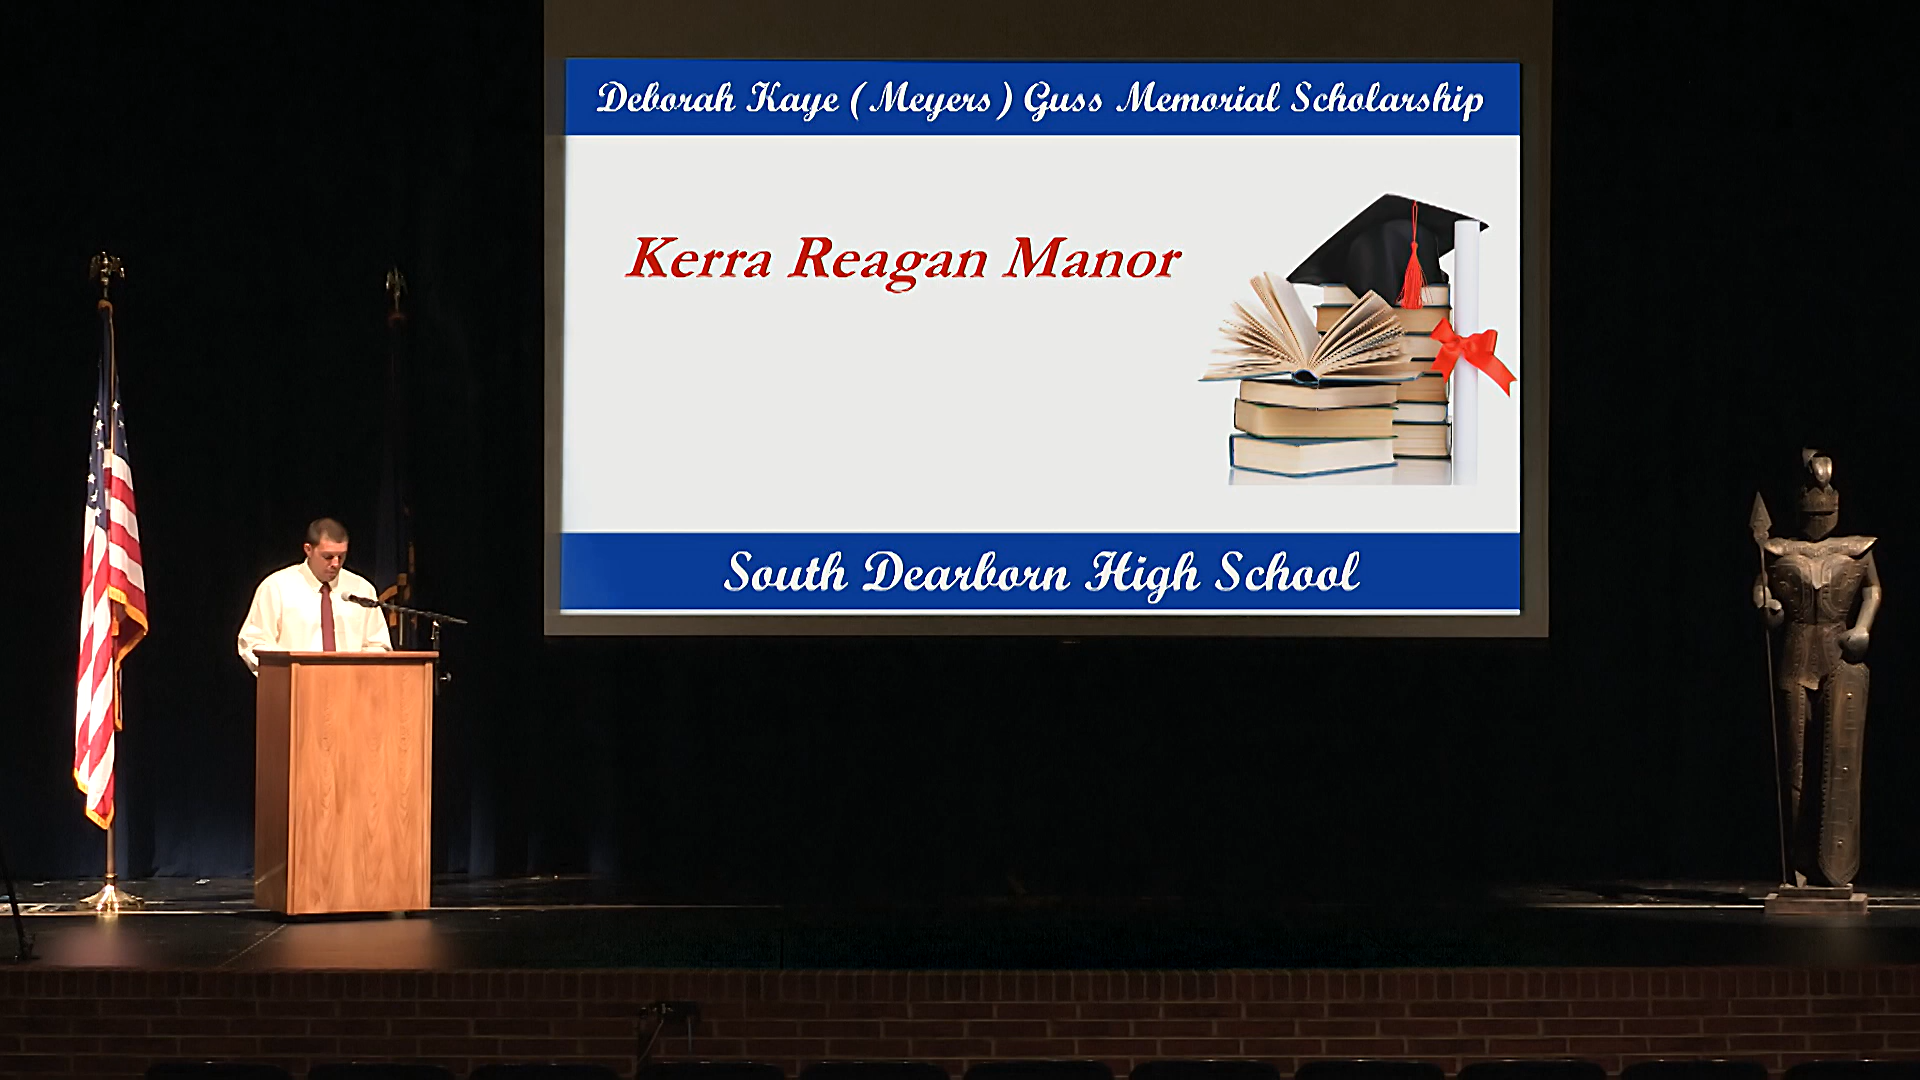 Deborah Kaye (Meyers) Guss Memorial Scholarship
Kerra Reagan Manor
South Dearborn High School